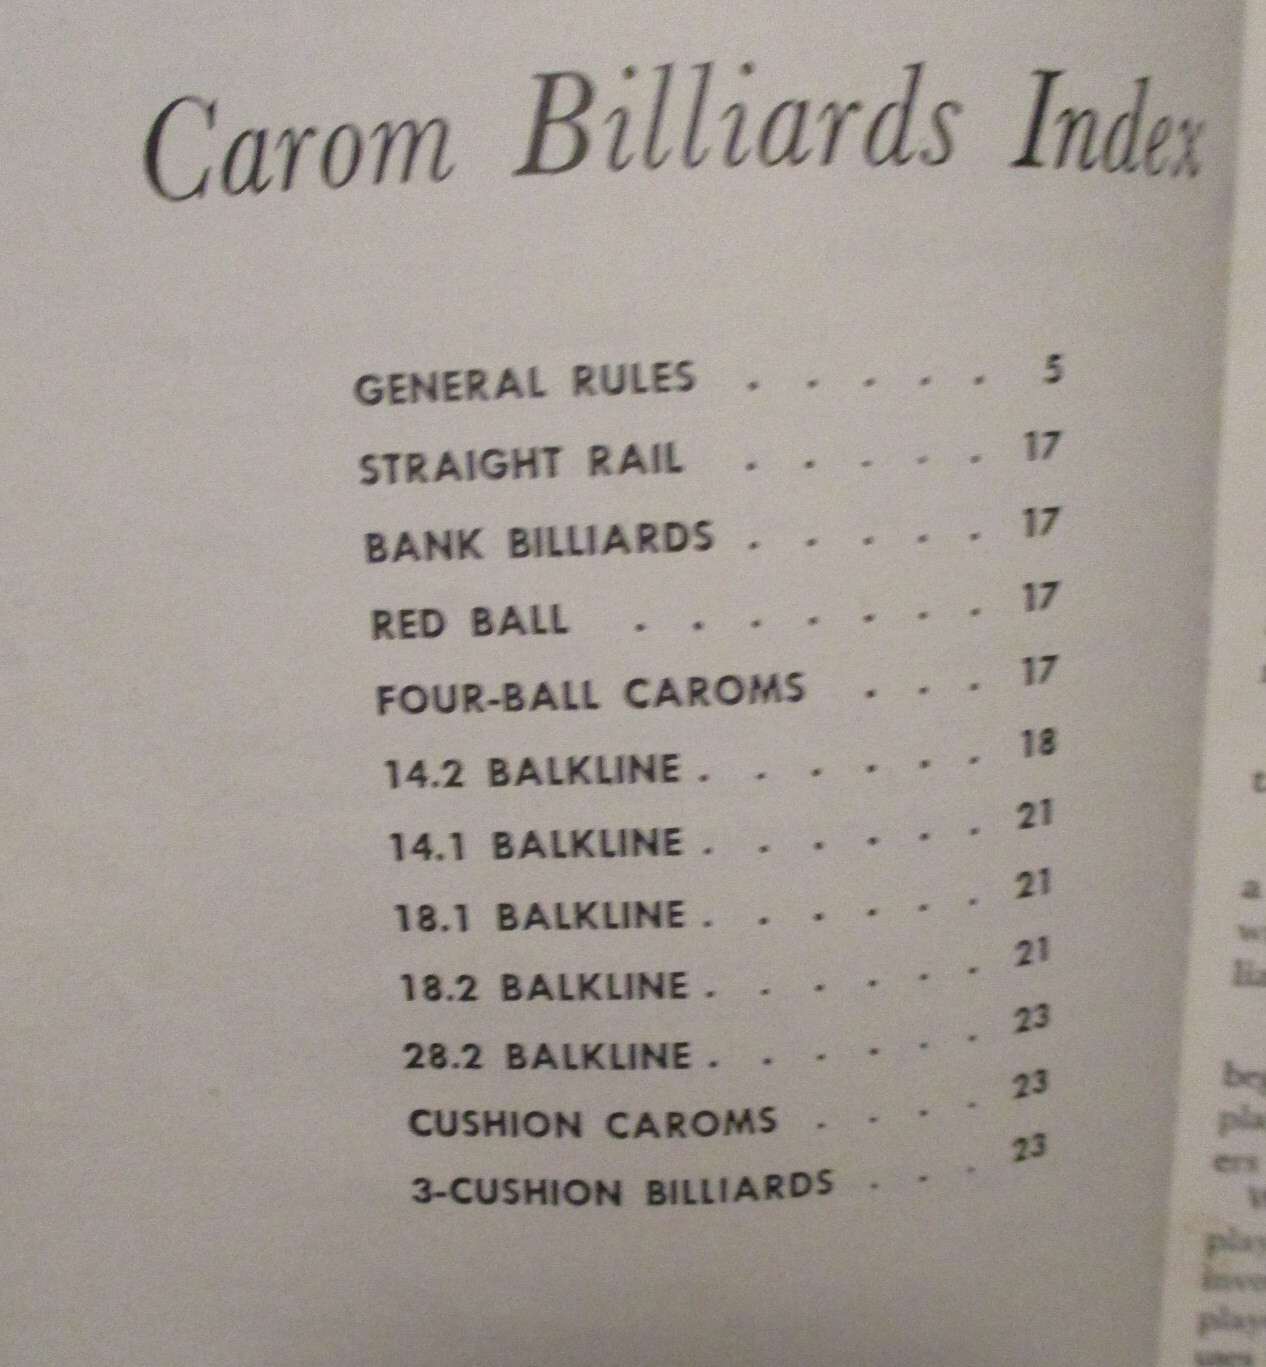 Carom Billiards Index
GENERAL RULES . . . . . 5
STRAIGHT RAIL . . . . . 17
BANK BILLIARDS . . . . . 17
RED BALL . . . . . . . 17
FOUR-BALL CAROMS . . . 17
14.2 BALKLINE . . . . . . 18
14.1 BALKLINE . . . . . . 21
18.1 BALKLINE . . . . . . 21
18.2 BALKLINE . . . . . . 21
28.2 BALKLINE . . . . . . 23
CUSHION CAROMS . . . . 23
3-CUSHION BILLIARDS . . . 23